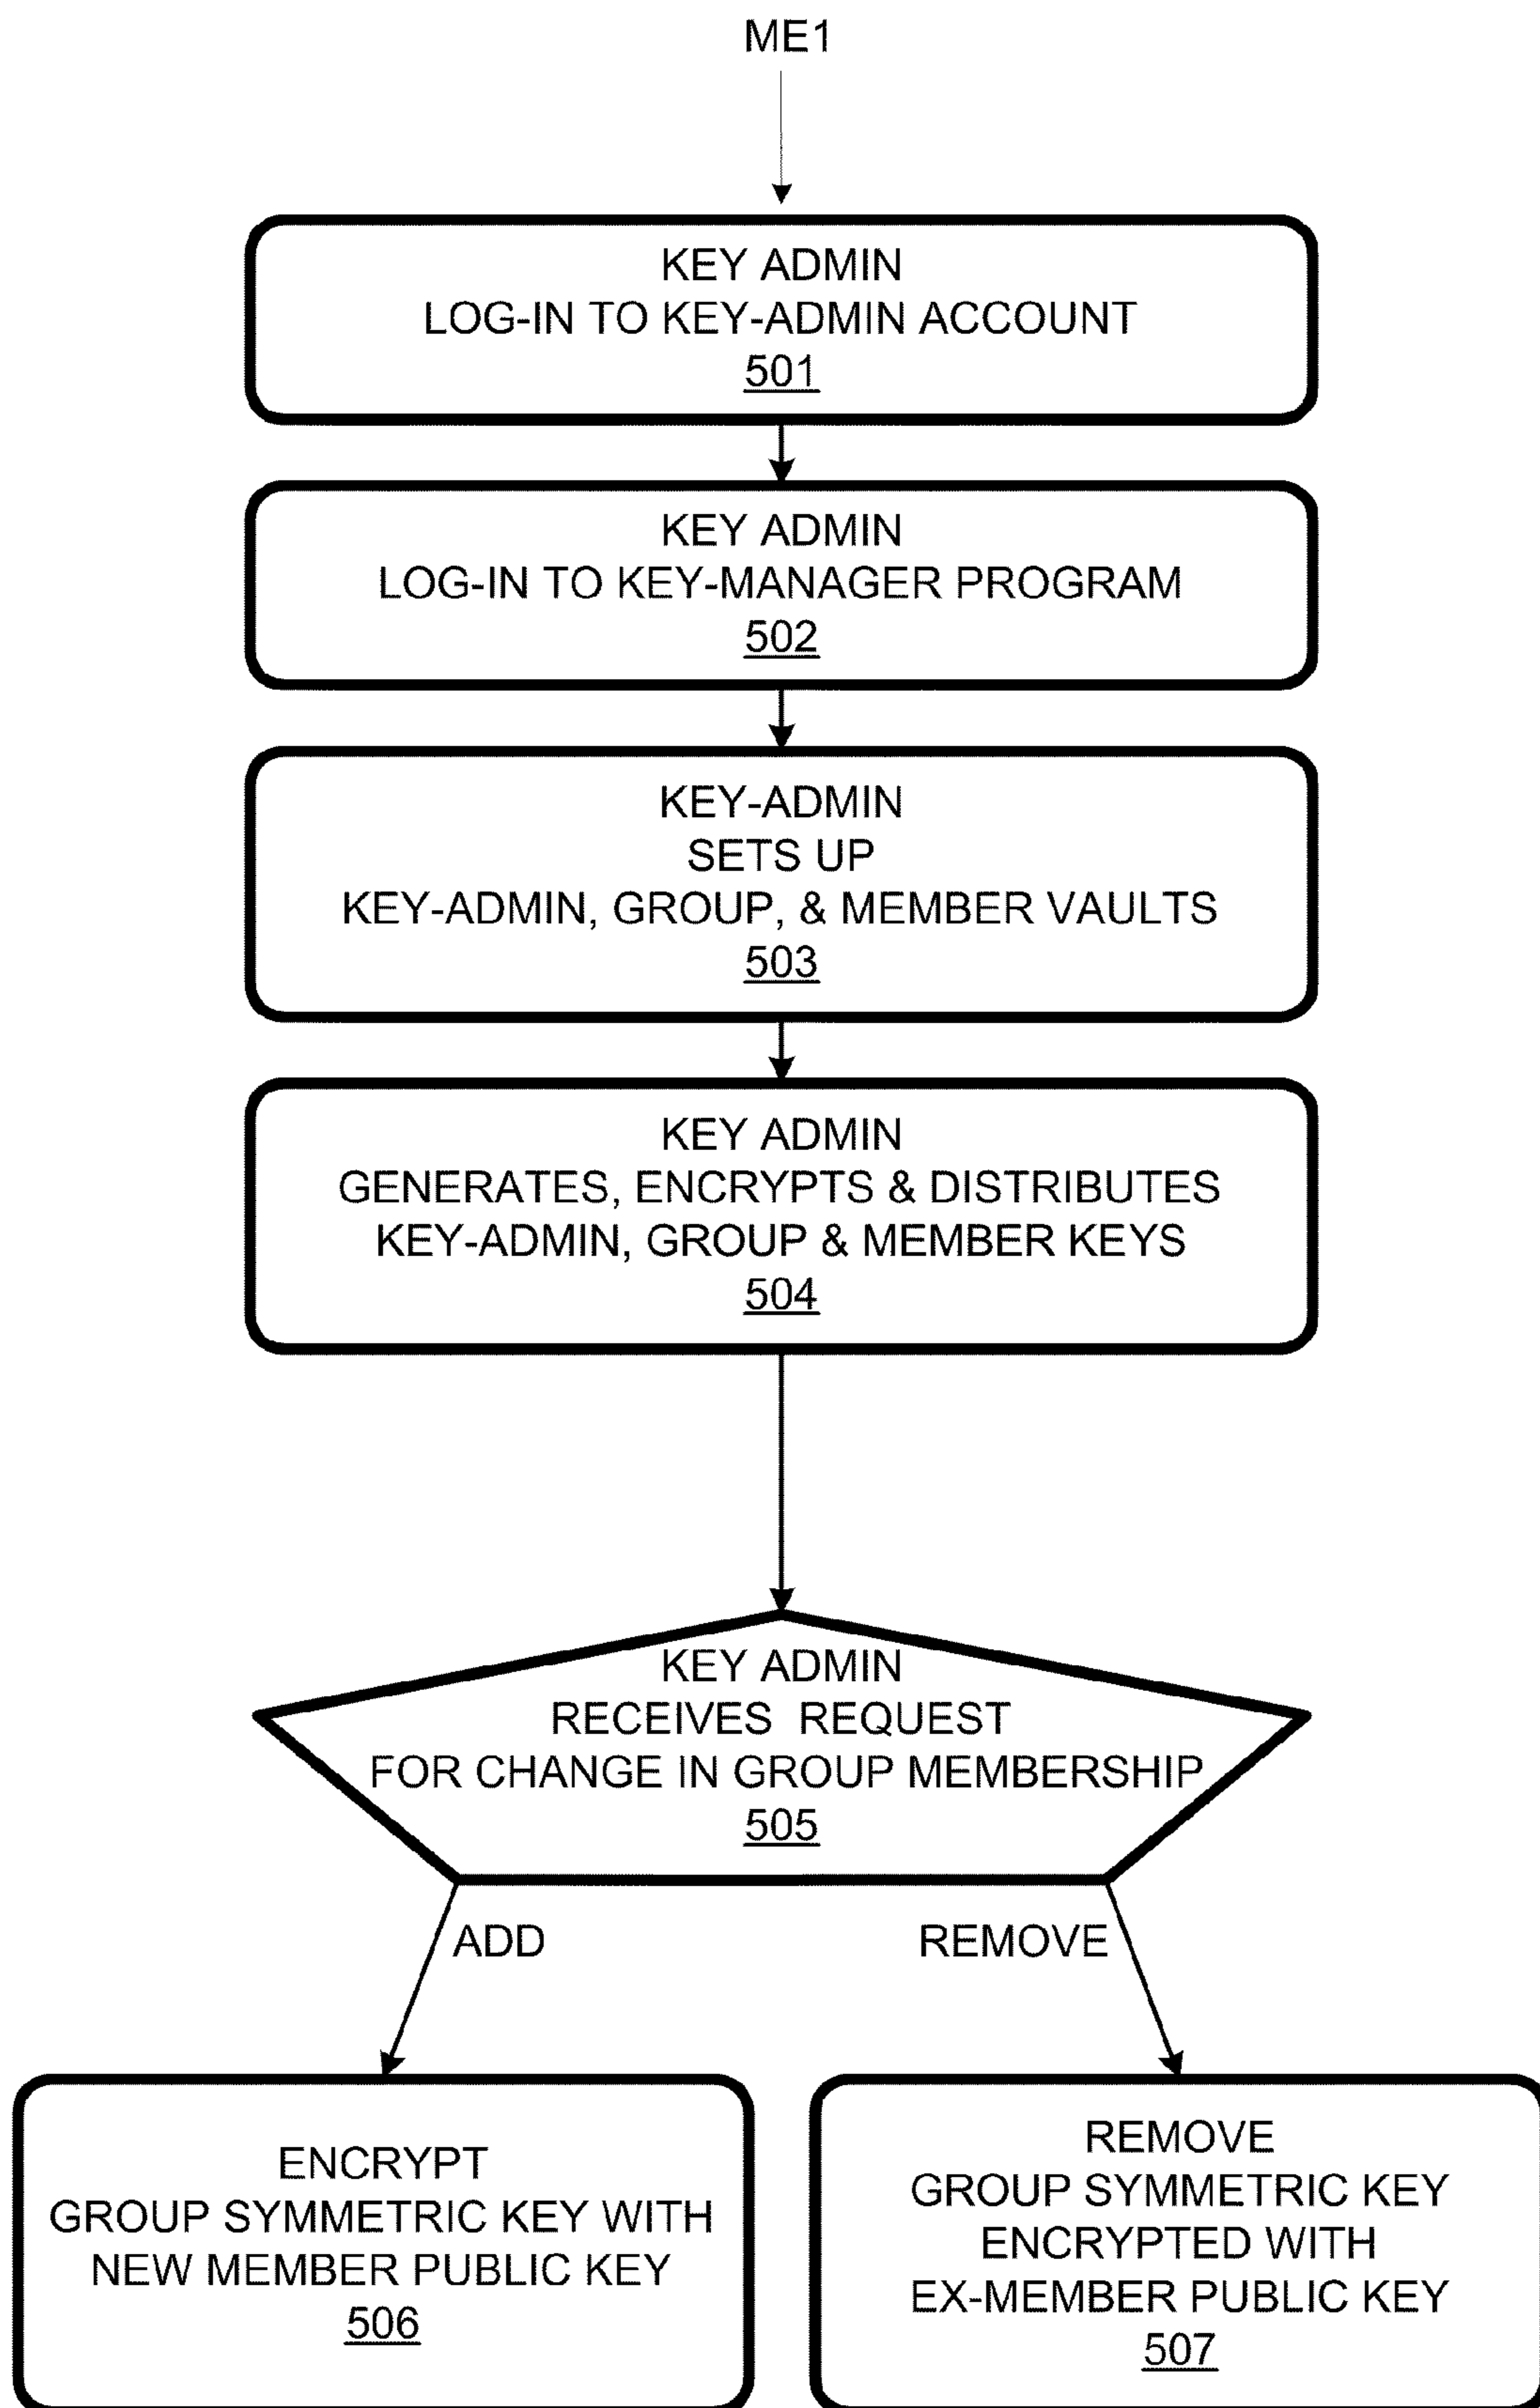 ME1
KEY ADMIN
LOG-IN TO KEY-ADMIN ACCOUNT
501
KEY ADMIN
LOG-IN TO KEY-MANAGER PROGRAM
502
KEY-ADMIN
SETS UP
KEY-ADMIN, GROUP, & MEMBER VAULTS
503
KEY ADMIN
GENERATES, ENCRYPTS & DISTRIBUTES
KEY-ADMIN, GROUP & MEMBER KEYS
504
KEY ADMIN
RECEIVES REQUEST
FOR CHANGE IN GROUP MEMBERSHIP
505
ADD
REMOVE
ENCRYPT
GROUP SYMMETRIC KEY WITH
NEW MEMBER PUBLIC KEY
506
REMOVE
GROUP SYMMETRIC KEY
ENCRYPTED WITH
EX-MEMBER PUBLIC KEY
507